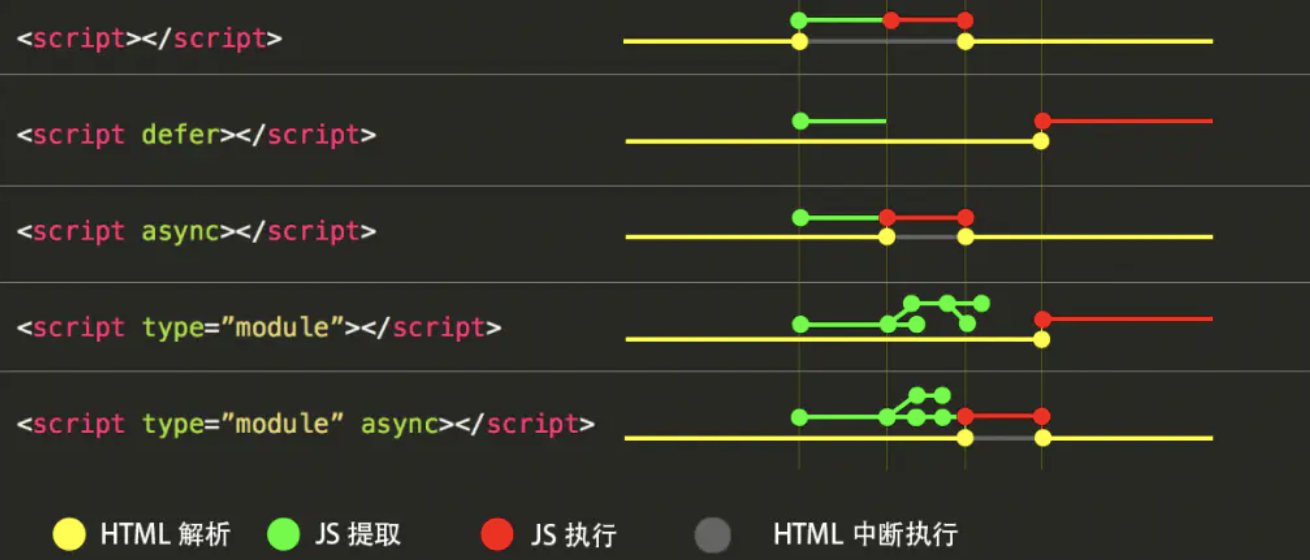 <script></script>
<script defer></script>
<script async></script>
<script type=”module”></script>
<script type=”module” async></script>
HTML 解析 JS 提取 JS 执行 HTML 中断执行